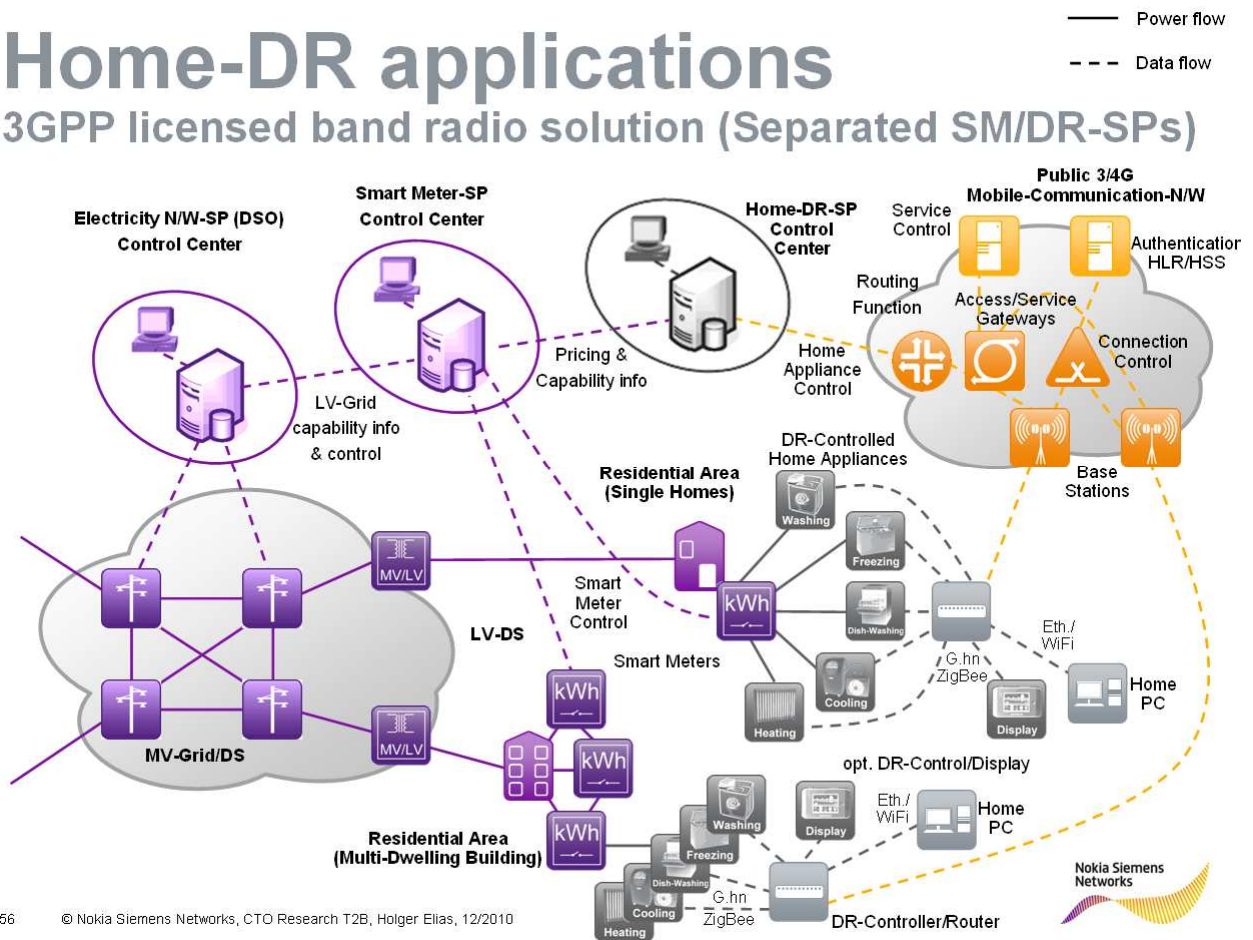 Power flow
Data flow
Home-DR applications
3GPP licensed band radio solution (Separated SM/DR-SPs)
Public 3/4G
Mobile-Communication-N/W
Electricity N/W-SP (DSO)
Control Center
Smart Meter-SP
Control Center
Home-DR-SP
Control
Center
Service
Control
Authentication
HLR/HSS
Routing
Function
Access/Service
Gateways
Connection
Control
Pricing &
Capability info
Home
Appliance
Control
LV-Grid
capability info
& control
DR-Controlled
Home Appliances
Base
Stations
Residential Area
(Single Homes)
Washing
Freezing
MV/LV
kWh
Dish-Washing
Smart
Meter
Control
LV-DS
Eth./
WiFi
G.hn
ZigBee
Smart Meters
kWh
Cooling
Heating
Display
Home
PC
MV/LV
MV-Grid/DS
kWh
opt. DR-Control/Display
Eth./
WiFi
Home
PC
Washing
Display
kWh
Freezing
Residential Area
(Multi-Dwelling Building)
Dish-Washing
Cooling
Heating
G.hn
ZigBee
DR-Controller/Router
Nokia Siemens
Networks
56 © Nokia Siemens Networks, CTO Research T2B, Holger Elias, 12/2010